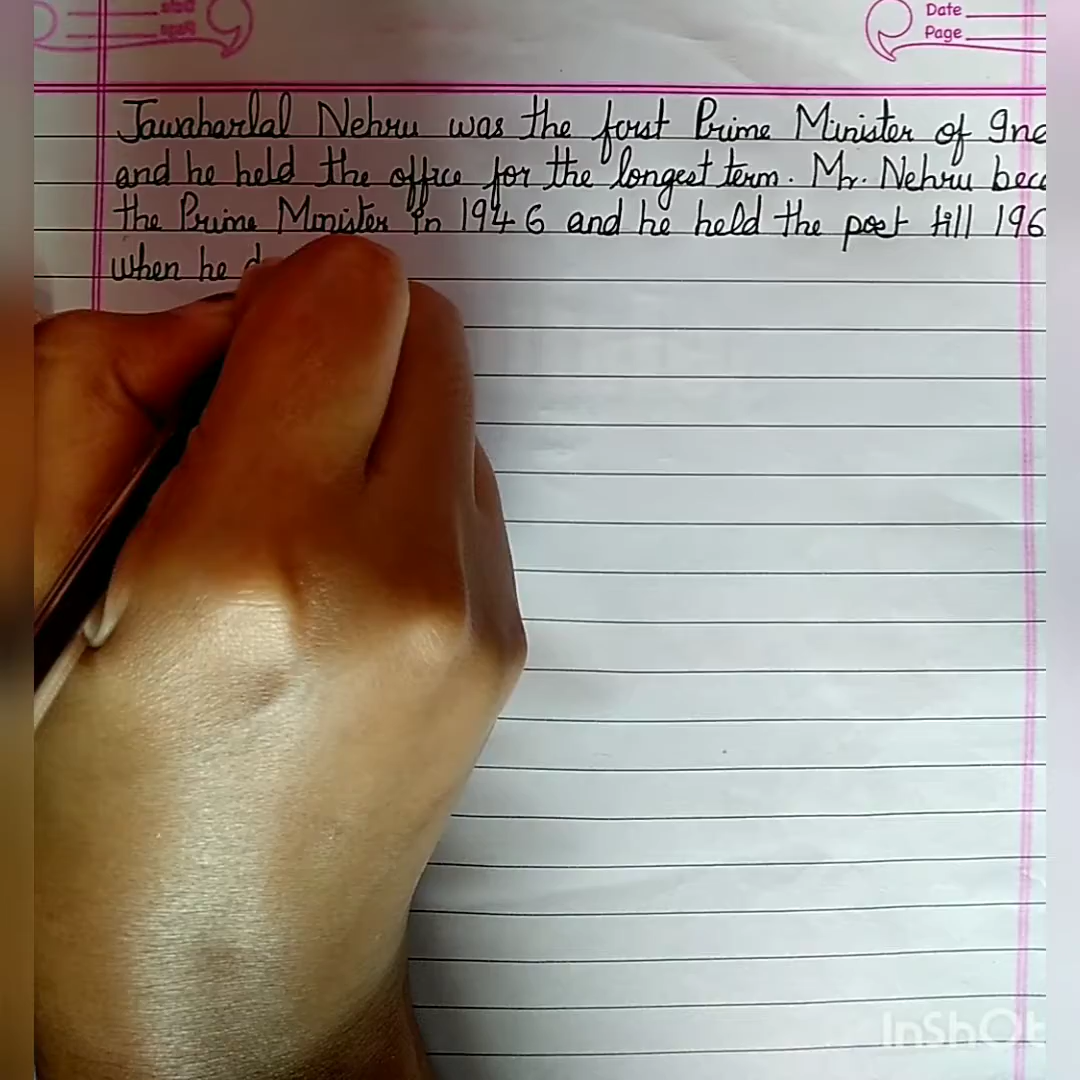 Date
Page
Jawaharlal Nehru was the first Prime Minister of Ind
and he held the office for the longest term. Mr. Nehru beca
the Prime Minister in 1946 and he held the post till 196
when he d
InShOt